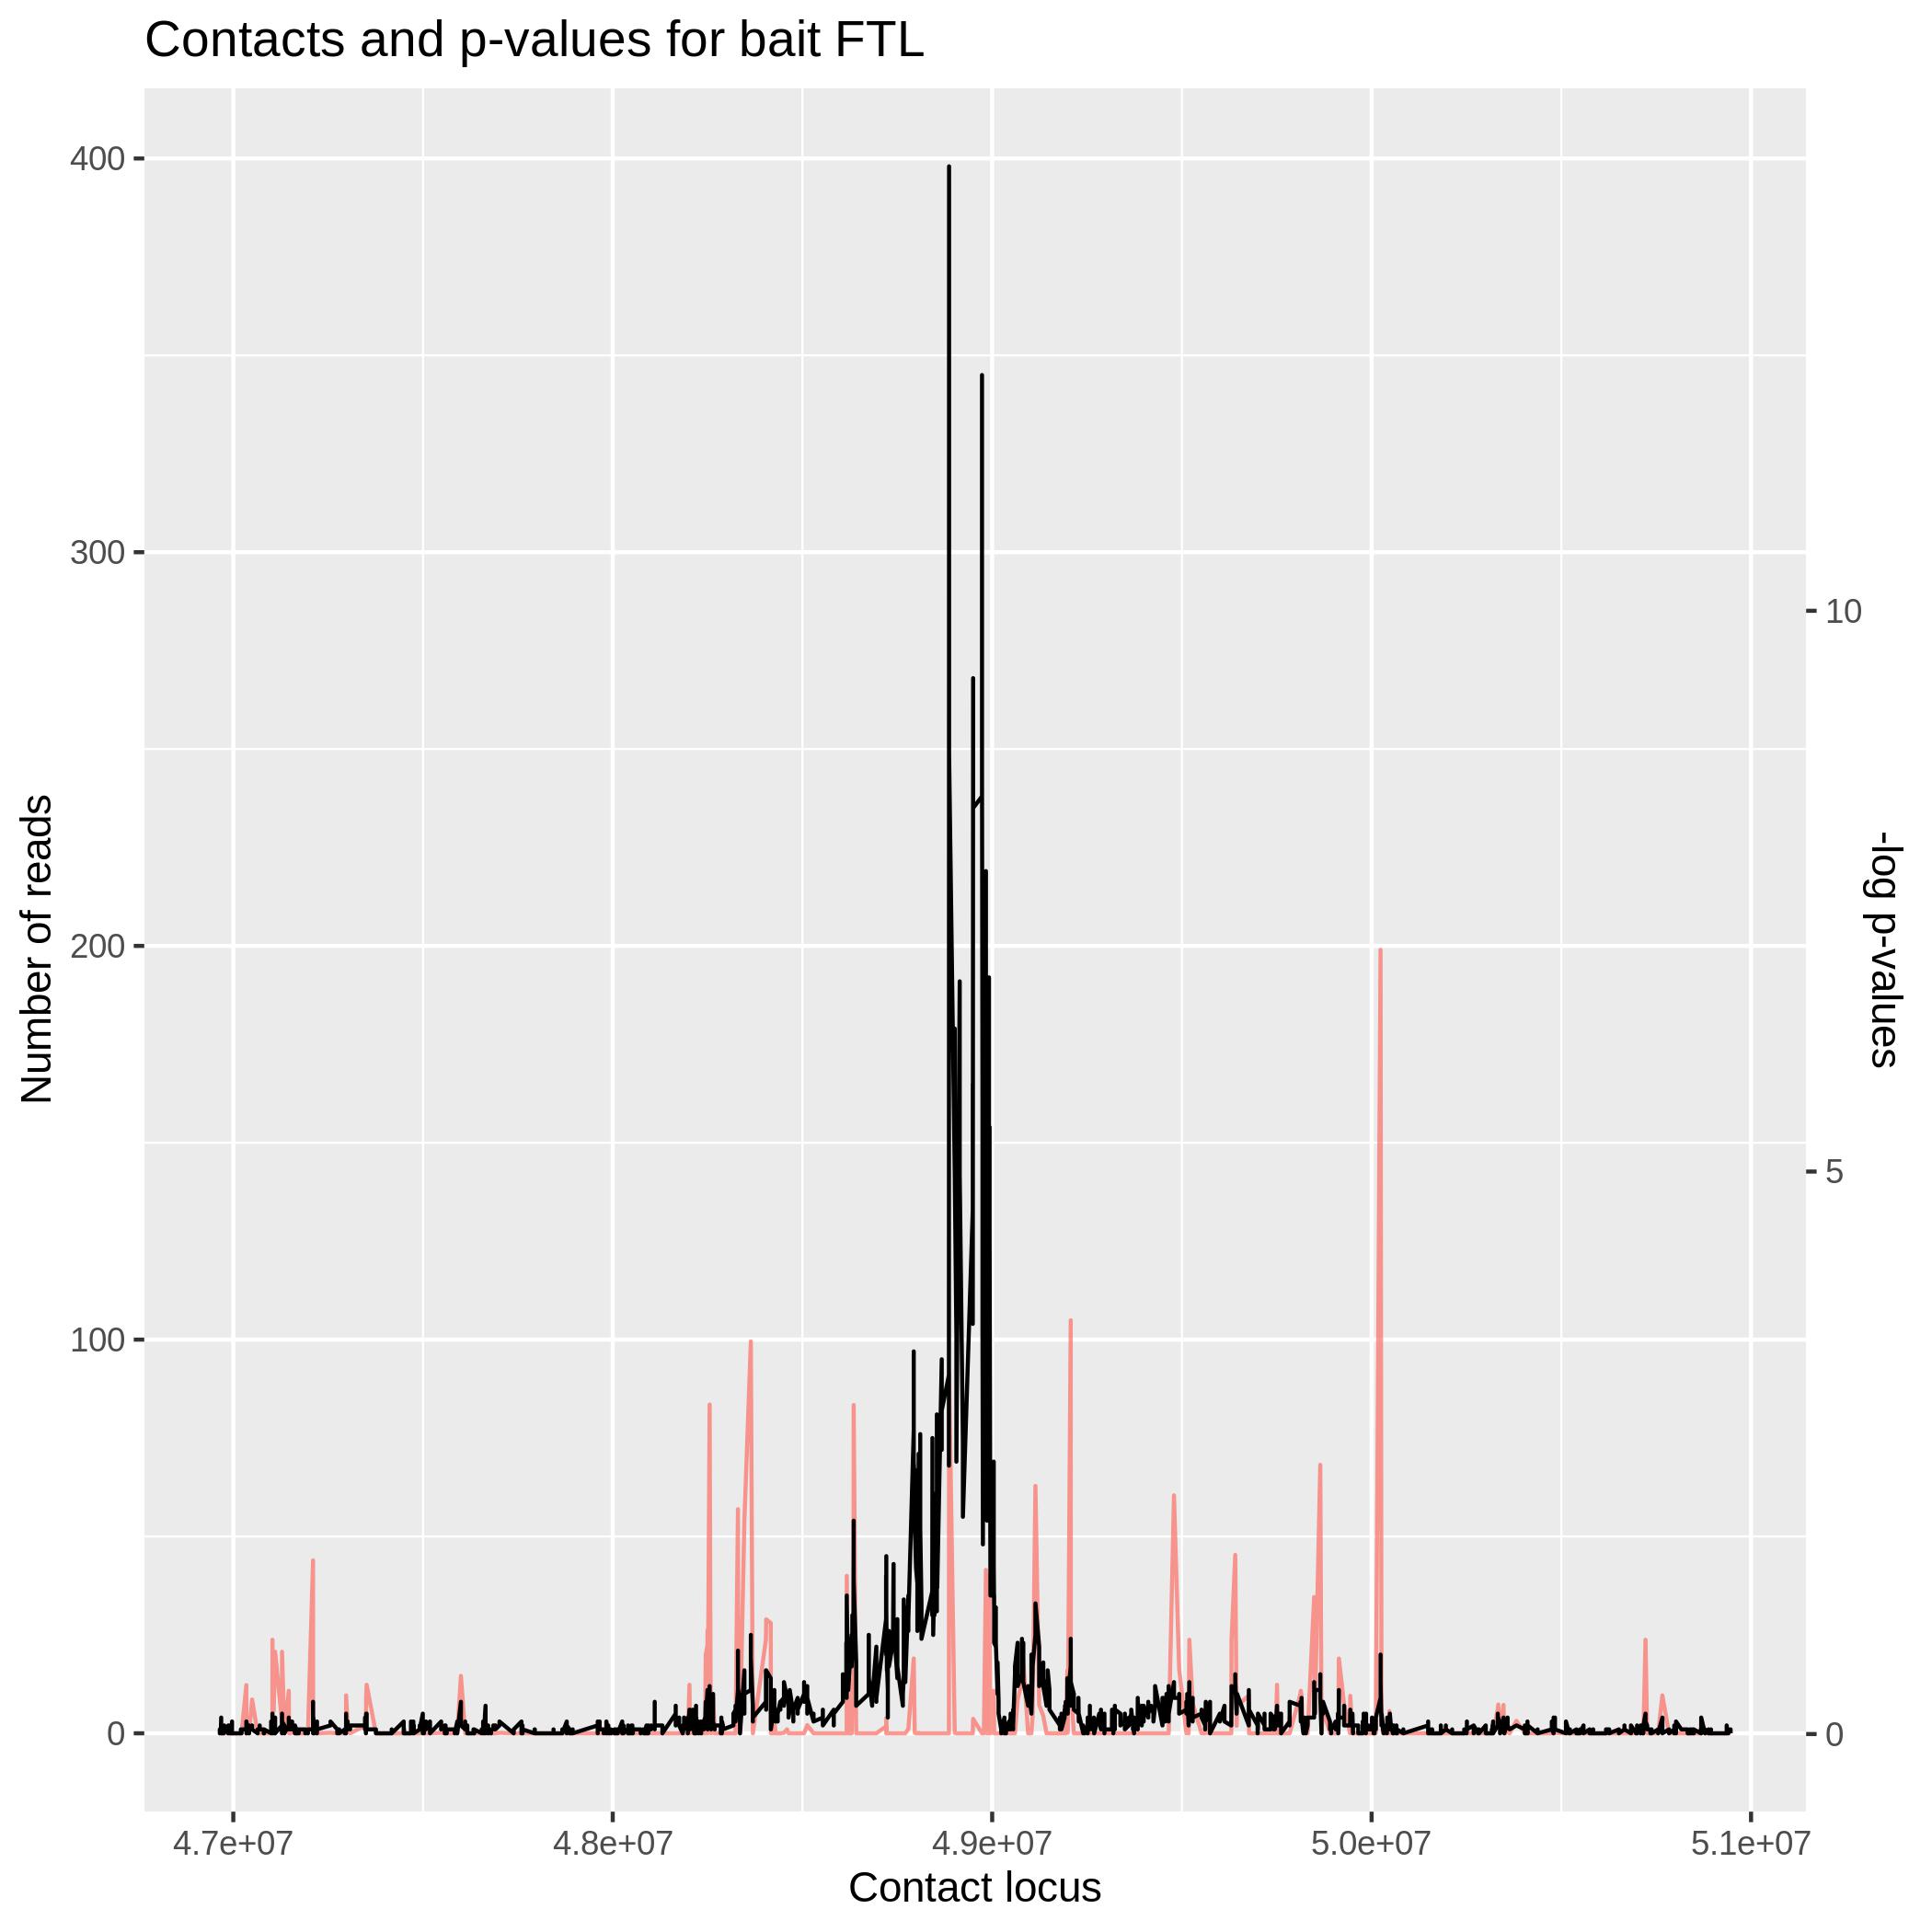 Contacts and p-values for bait FTL
400
300
200
100
0
Number of reads
10
5
0
-log p-values
4.7e+07 4.8e+07 4.9e+07 5.0e+07 5.1e+07
Contact locus